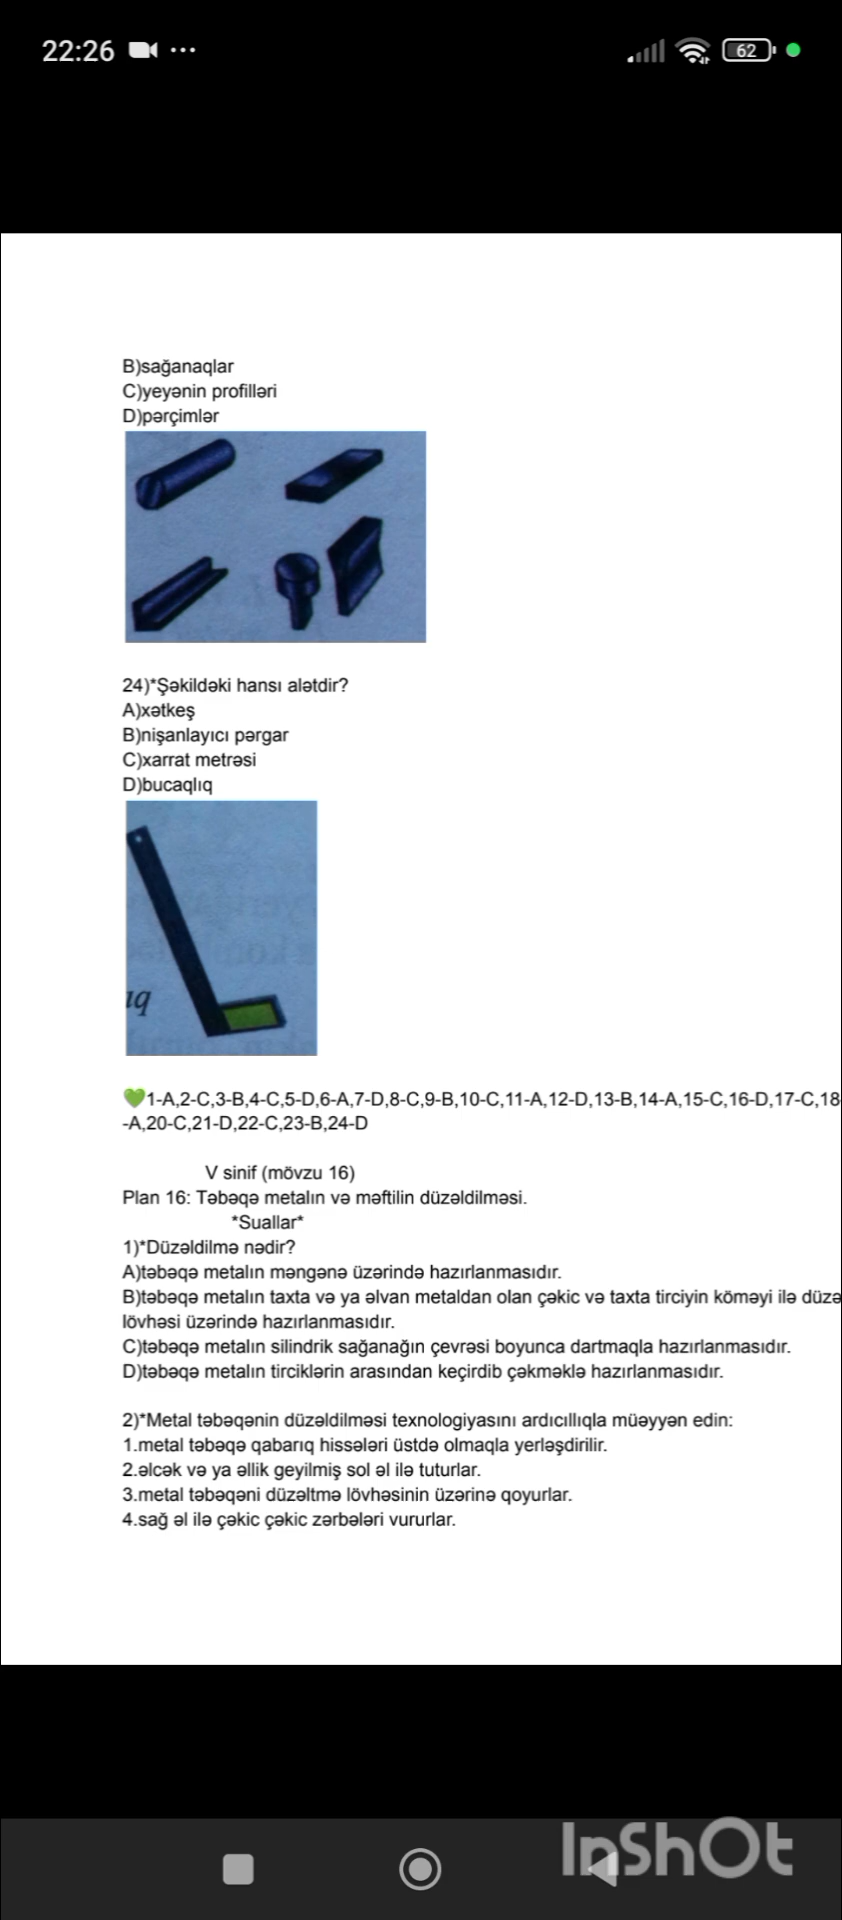 22:26
62
B)sağanaqlar
C)yeyənin profilləri
D)pərçimlər
24)*Şəkildəki hansı alətdir?
A)xətkeş
B)nişanlayıcı pərgar
C)xarrat metrəsi
D)bucaqlıq
ıq
💚1-A,2-C,3-B,4-C,5-D,6-A,7-D,8-C,9-B,10-C,11-A,12-D,13-B,14-A,15-C,16-D,17-C,18-
-A,20-C,21-D,22-C,23-B,24-D
V sinif (mövzu 16)
Plan 16: Təbəqə metalın və məftilin düzəldilməsi.
*Suallar*
1)*Düzəldilmə nədir?
A)təbəqə metalın məngənə üzərində hazırlanmasıdır.
B)təbəqə metalın taxta və ya əlvan metaldan olan çəkic və taxta tirciyin köməyi ilə düzə
lövhəsi üzərində hazırlanmasıdır.
C)təbəqə metalın silindrik sağanağın çevrəsi boyunca dartmaqla hazırlanmasıdır.
D)təbəqə metalın tirciklərin arasından keçirdib çəkməklə hazırlanmasıdır.
2)*Metal təbəqənin düzəldilməsi texnologiyasını ardıcıllıqla müəyyən edin:
1.metal təbəqə qabarıq hissələri üstdə olmaqla yerləşdirilir.
2.əlcək və ya əllik geyilmiş sol əl ilə tuturlar.
3.metal təbəqəni düzəltmə lövhəsinin üzərinə qoyurlar.
4.sağ əl ilə çəkic çəkic zərbələri vururlar.
InShOt